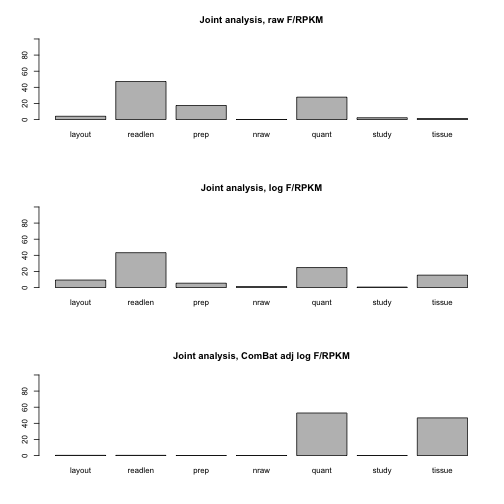 Joint analysis, raw F/RPKM
80
60
40
20
0
layout readlen prep nraw quant study tissue
Joint analysis, log F/RPKM
80
60
40
20
0
layout readlen prep nraw quant study tissue
Joint analysis, ComBat adj log F/RPKM
80
60
40
20
0
layout readlen prep nraw quant study tissue